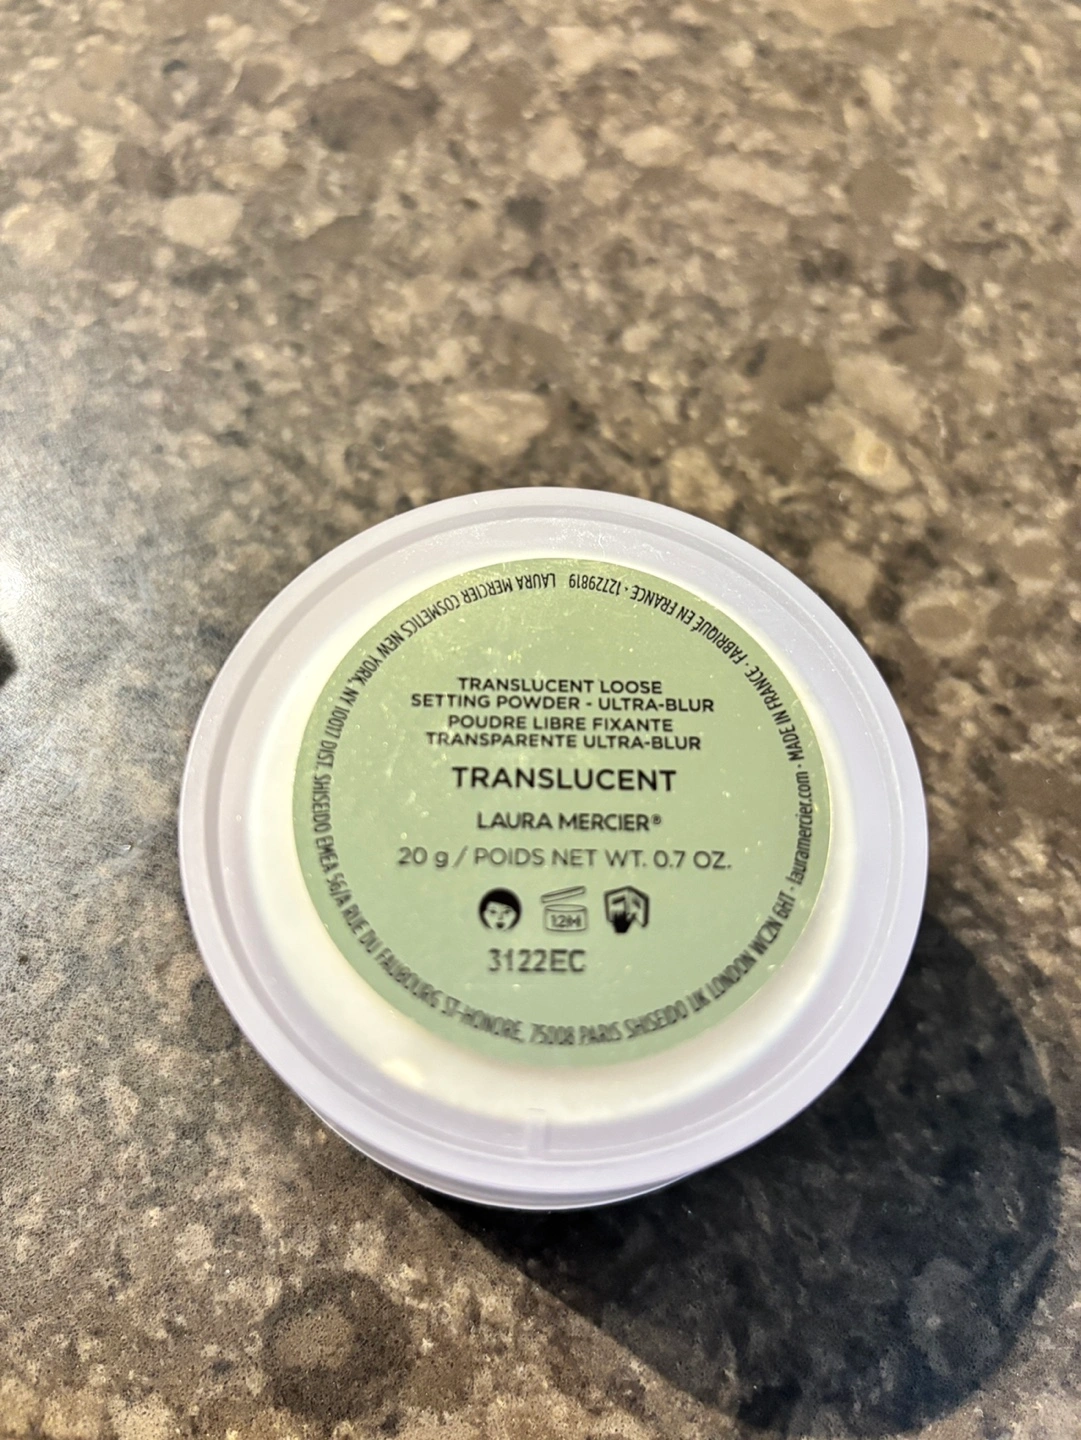 TRANSLUCENT LOOSE
SETTING POWDER - ULTRA-BLUR
POUDRE LIBRE FIXANTE
TRANSPARENTE ULTRA-BLUR
TRANSLUCENT
LAURA MERCIER®
20 g / POIDS NET WT. 0.7 OZ.
12M
3122EC
LAURA MERCIER COSMETICS NEW YORK, NY 10017 DIST. SHISEIDO EMEA 56/A RUE DU FAUBOURG ST-HONORE, 75008 PARIS SHISEIDO UK LONDON WC2N 6HT - lauramercier.com - MADE IN FRANCE - FABRIQUÉ EN FRANCE - 12729819